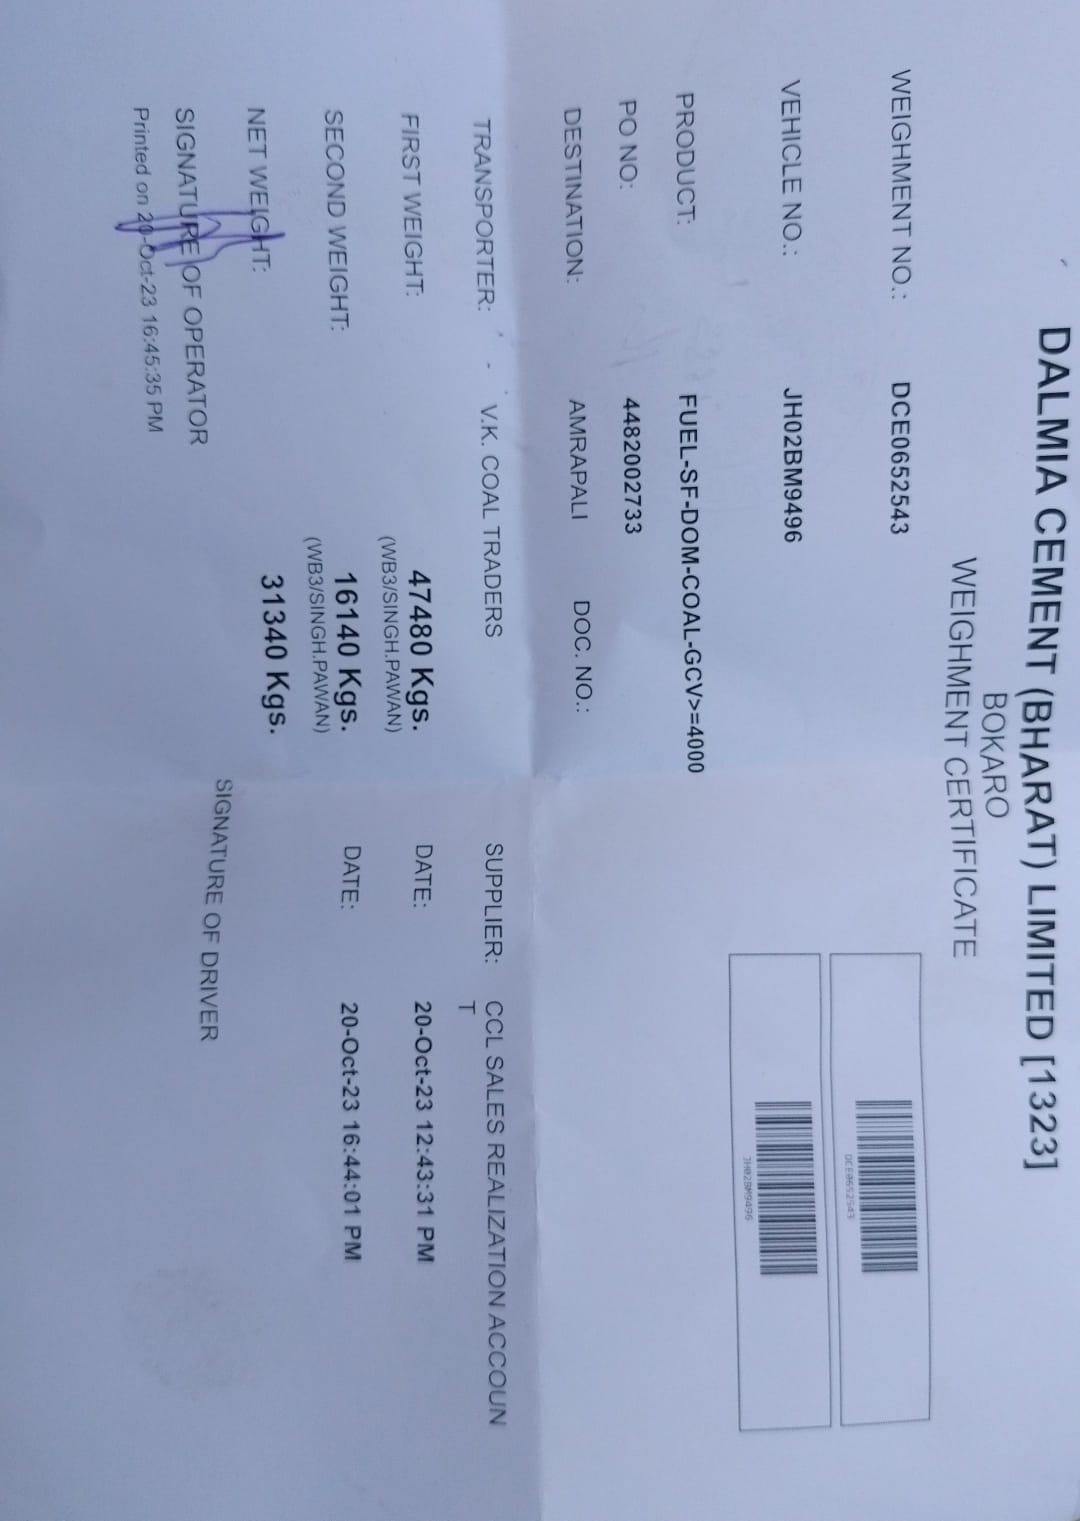 DALMIA CEMENT (BHARAT) LIMITED [1323]
BOKARO
WEIGHMENT CERTIFICATE
WEIGHMENT NO.: DCE0652543
DCE0652543
VEHICLE NO.: JH02BM9496
JH02BM9496
PRODUCT: FUEL-SF-DOM-COAL-GCV>=4000
PO NO: 4482002733
DESTINATION: AMRAPALI DOC. NO.:
TRANSPORTER: V.K. COAL TRADERS SUPPLIER: CCL SALES REALIZATION ACCOUN
T
FIRST WEIGHT: 47480 Kgs. DATE: 20-Oct-23 12:43:31 PM
(WB3/SINGH.PAWAN)
SECOND WEIGHT: 16140 Kgs. DATE: 20-Oct-23 16:44:01 PM
(WB3/SINGH.PAWAN)
NET WEIGHT: 31340 Kgs.
SIGNATURE OF OPERATOR SIGNATURE OF DRIVER
Printed on 20-Oct-23 16:45:35 PM